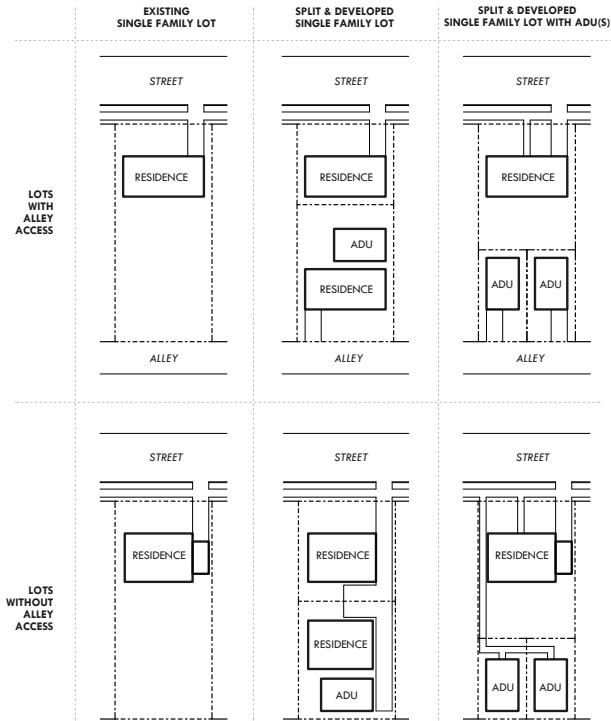 EXISTING
SINGLE FAMILY LOT
SPLIT & DEVELOPED
SINGLE FAMILY LOT
SPLIT & DEVELOPED
SINGLE FAMILY LOT WITH ADU(S)
LOTS
WITH
ALLEY
ACCESS
STREET
RESIDENCE
ALLEY
STREET
RESIDENCE
ADU
RESIDENCE
ALLEY
STREET
RESIDENCE
ADU
ADU
ALLEY
LOTS
WITHOUT
ALLEY
ACCESS
STREET
RESIDENCE
STREET
RESIDENCE
RESIDENCE
ADU
STREET
RESIDENCE
ADU
ADU